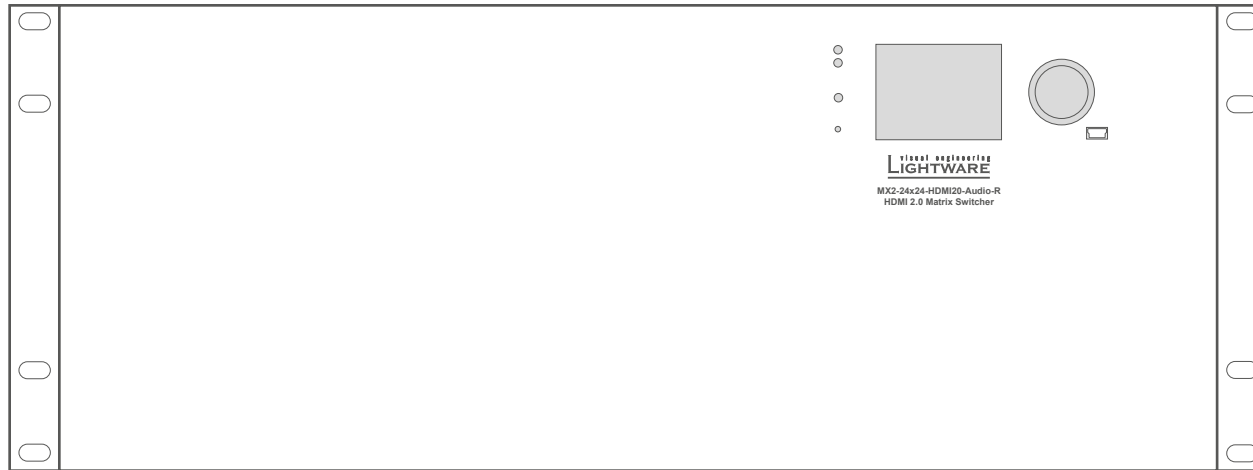 visual engineering
LIGHTWARE
MX2-24x24-HDMI20-Audio-R
HDMI 2.0 Matrix Switcher